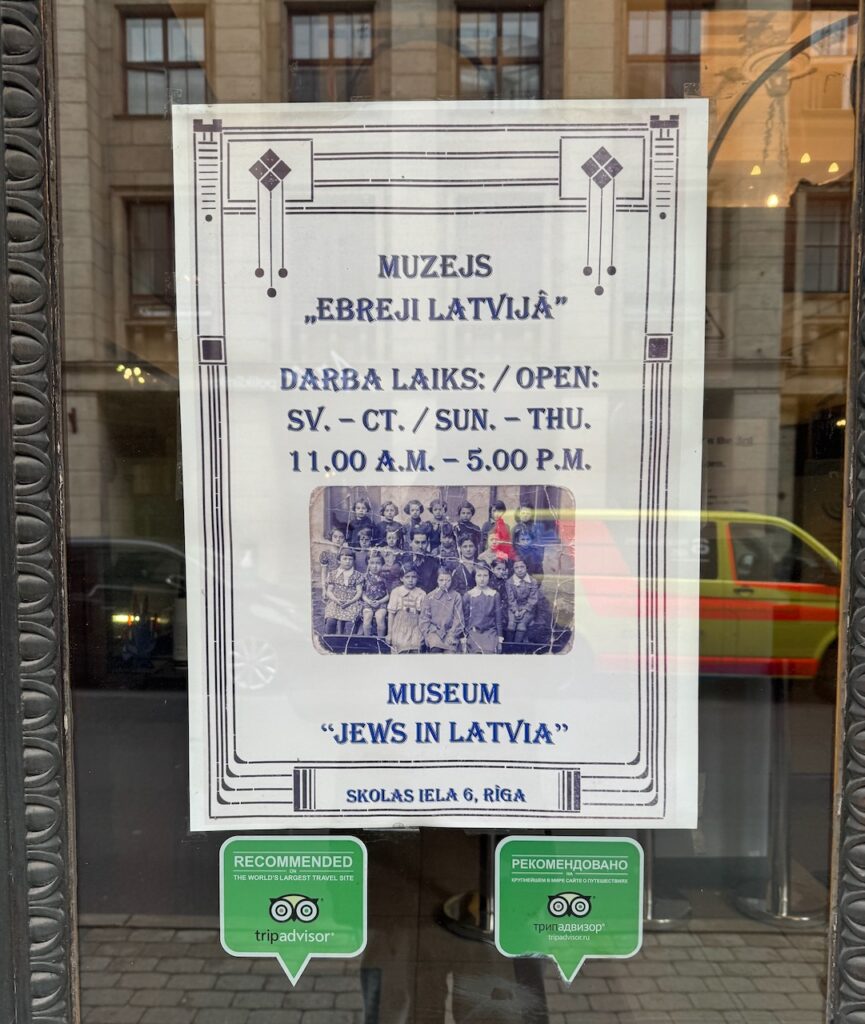 MUZEJS
„EBREJI LATVIJÂ”
DARBA LAIKS: / OPEN:
SV. – CT. / SUN. – THU.
11.00 A.M. – 5.00 P.M.
MUSEUM
“JEWS IN LATVIA”
SKOLAS IELA 6, RÎGA
RECOMMENDED
ON
THE WORLD'S LARGEST TRAVEL SITE
tripadvisor®
РЕКОМЕНДОВАНО
НА
КРУПНЕЙШЕМ В МИРЕ САЙТЕ О ПУТЕШЕСТВИЯХ
трипадвизор®
tripadvisor.ru